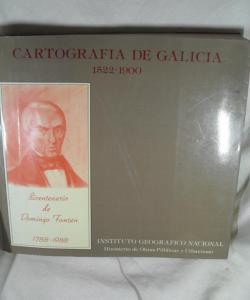 CARTOGRAFIA DE GALICIA
1822-1900
Bicentenario
de
Domingo Fontan
1788-1988
INSTITUTO GEOGRAFICO NACIONAL
Ministerio de Obras Públicas y Urbanismo